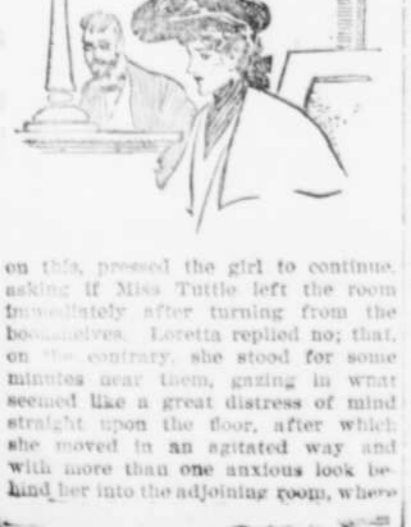 on this, pressed the girl to continue,
asking if Miss Tuttle left the room
immediately after turning from the
bookshelves. Loretta replied no; that,
on the contrary, she stood for some
minutes near them, gazing in what
seemed like a great distress of mind
straight upon the floor, after which
she moved in an agitated way and
with more than one anxious look be-
hind her into the adjoining room, where